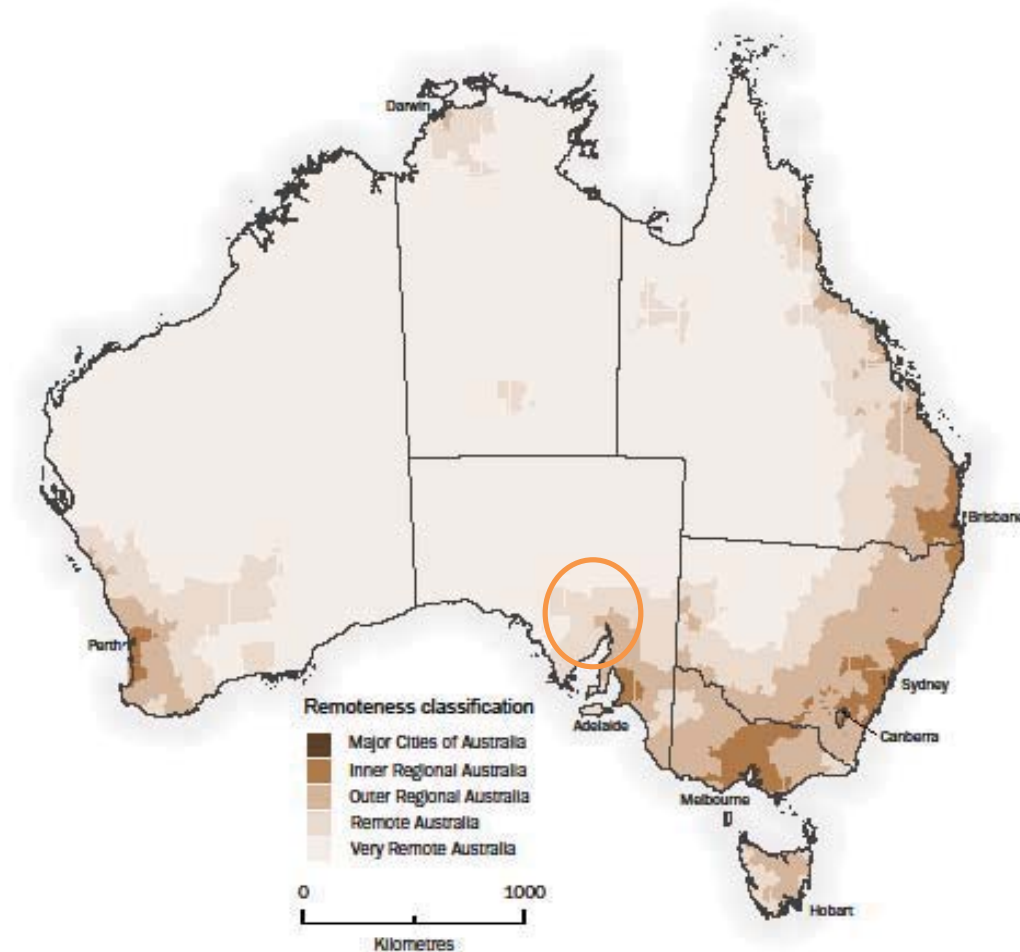 Darwin
Brisbane
Perth
Sydney
Adelaide
Canberra
Melbourne
Hobart
Remoteness classification
Major Cities of Australia
Inner Regional Australia
Outer Regional Australia
Remote Australia
Very Remote Australia
0 1000
Kilometres